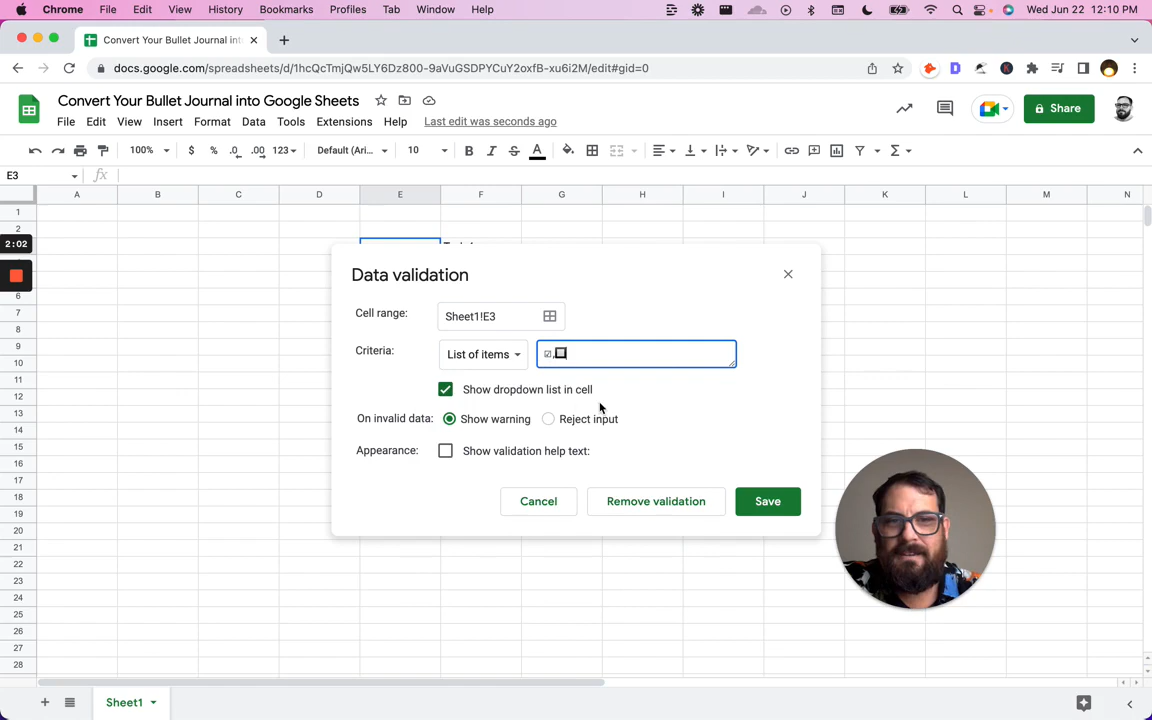 Chrome File Edit View History Bookmarks Profiles Tab Window Help Wed Jun 22 12:10 PM
Convert Your Bullet Journal int
docs.google.com/spreadsheets/d/1hcQcTmjQw5LY6Dz800-9aVuGSDPYCuY2oxfB-xu6i2M/edit#gid=0
Convert Your Bullet Journal into Google Sheets
Share
File Edit View Insert Format Data Tools Extensions Help Last edit was seconds ago
100% $ % .0 .00 123 Default (Ari... 10 B I S A
E3 fx
A B C D E F G H I J K L M N
1
2
2:02
6
7
8
9
10
11
12
13
14
15
16
17
18
19
20
21
22
23
24
25
26
27
28
Data validation
Cell range: Sheet1!E3
Criteria: List of items ☑,🔲
Show dropdown list in cell
On invalid data: Show warning Reject input
Appearance: Show validation help text:
Cancel Remove validation Save
Sheet1